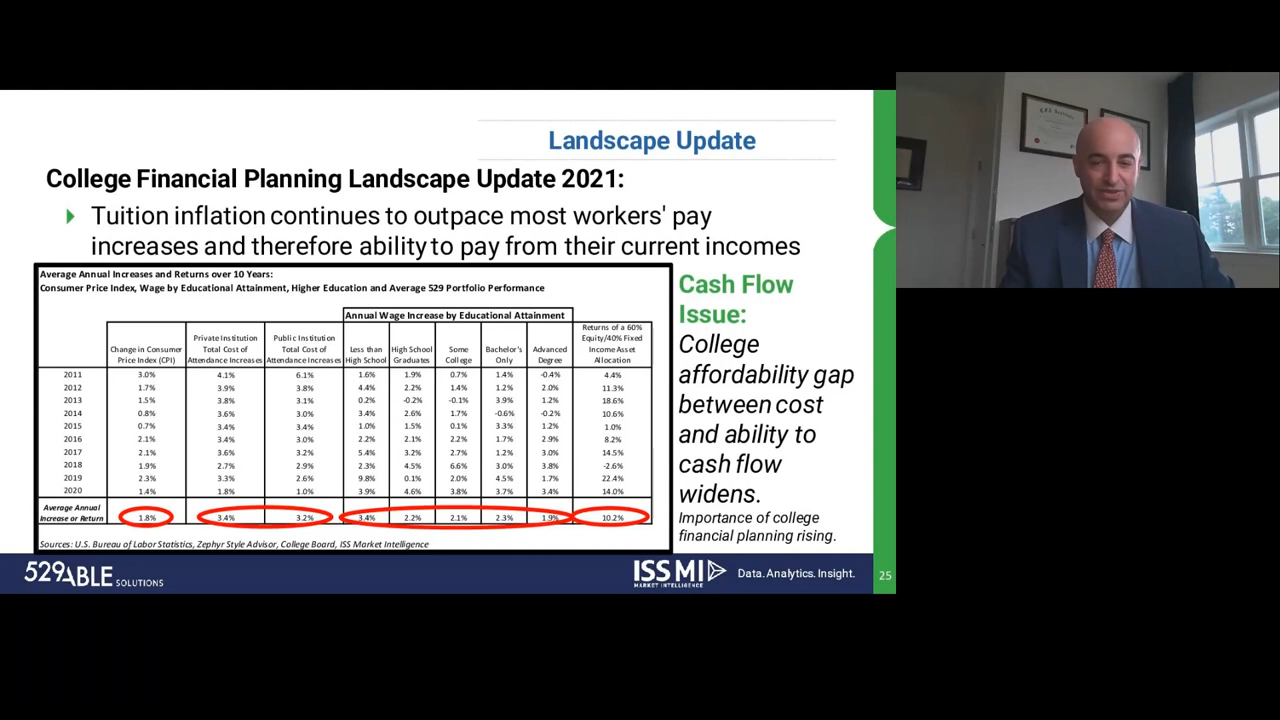 Landscape Update
College Financial Planning Landscape Update 2021:
Tuition inflation continues to outpace most workers' pay
increases and therefore ability to pay from their current incomes
Average Annual Increases and Returns over 10 Years:
Consumer Price Index, Wage by Educational Attainment, Higher Education and Average 529 Portfolio Performance
Annual Wage Increase by Educational Attainment
Change in Consumer Price Index (CPI) Private Institution Total Cost of Attendance Increases Public Institution Total Cost of Attendance Increases Less than High School High School Graduates Some College Bachelor's Only Advanced Degree Returns of a 60% Equity/40% Fixed Income Asset Allocation
2011 3.0% 4.1% 6.1% 1.6% 1.9% 0.7% 1.4% -0.4% 4.4%
2012 1.7% 3.9% 3.8% 4.4% 2.2% 1.4% 1.2% 2.0% 11.3%
2013 1.5% 3.8% 3.1% 0.2% -0.2% -0.1% 3.9% 1.2% 18.6%
2014 0.8% 3.6% 3.0% 3.4% 2.6% 1.7% -0.6% -0.2% 10.6%
2015 0.7% 3.4% 3.4% 1.0% 1.5% 0.1% 3.3% 1.2% 1.0%
2016 2.1% 3.4% 3.0% 2.2% 2.1% 2.2% 1.7% 2.9% 8.2%
2017 2.1% 3.6% 3.2% 5.4% 3.2% 2.7% 1.2% 3.0% 14.5%
2018 1.9% 2.7% 2.9% 2.3% 4.5% 6.6% 3.0% 3.8% -2.6%
2019 2.3% 3.3% 2.6% 9.8% 0.1% 2.0% 4.5% 1.7% 22.4%
2020 1.4% 1.8% 1.0% 3.9% 4.6% 3.8% 3.7% 3.4% 14.0%
Average Annual
Increase or Return 1.8% 3.4% 3.2% 3.4% 2.2% 2.1% 2.3% 1.9% 10.2%
Sources: U.S. Bureau of Labor Statistics, Zephyr Style Advisor, College Board, ISS Market Intelligence
Cash Flow
Issue:
College
affordability gap
between cost
and ability to
cash flow
widens.
Importance of college
financial planning rising.
529ABLE SOLUTIONS
ISS MI
MARKET INTELLIGENCE
Data. Analytics. Insight.
25